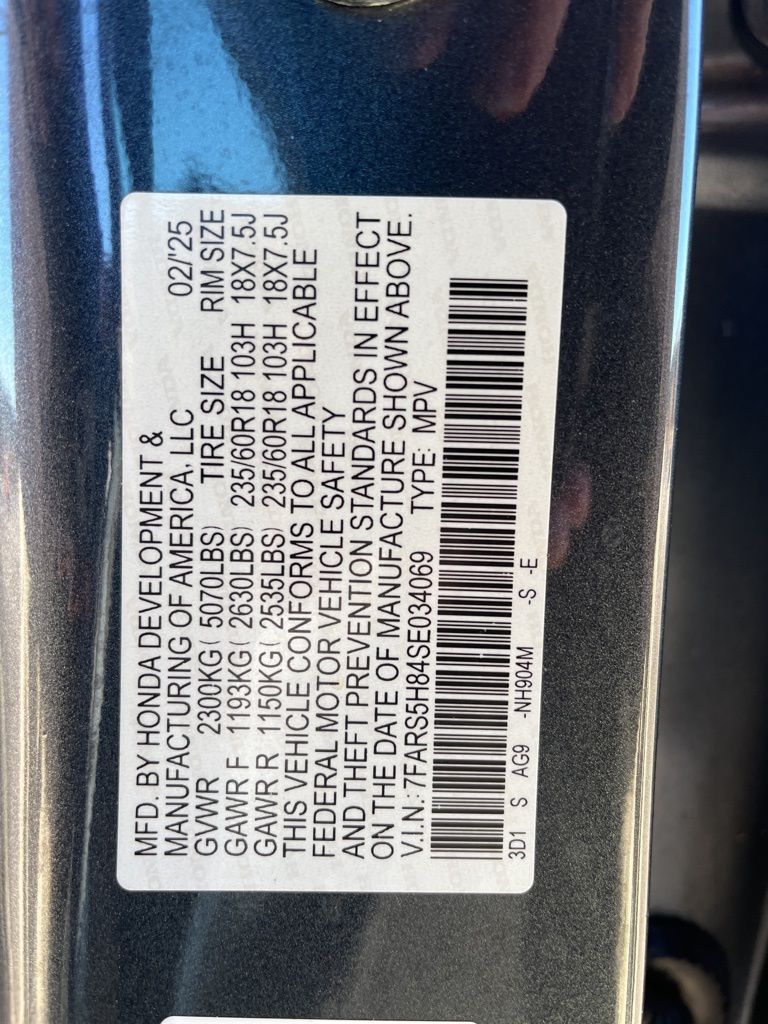 MFD. BY HONDA DEVELOPMENT &
MANUFACTURING OF AMERICA, LLC 02/'25
GVWR 2300KG ( 5070LBS) TIRE SIZE RIM SIZE
GAWR F 1193KG ( 2630LBS) 235/60R18 103H 18X7.5J
GAWR R 1150KG ( 2535LBS) 235/60R18 103H 18X7.5J
THIS VEHICLE CONFORMS TO ALL APPLICABLE
FEDERAL MOTOR VEHICLE SAFETY
AND THEFT PREVENTION STANDARDS IN EFFECT
ON THE DATE OF MANUFACTURE SHOWN ABOVE.
V.I.N.: 7FARS5H84SE034069 TYPE: MPV
3D1 S AG9 -NH904M -S -E